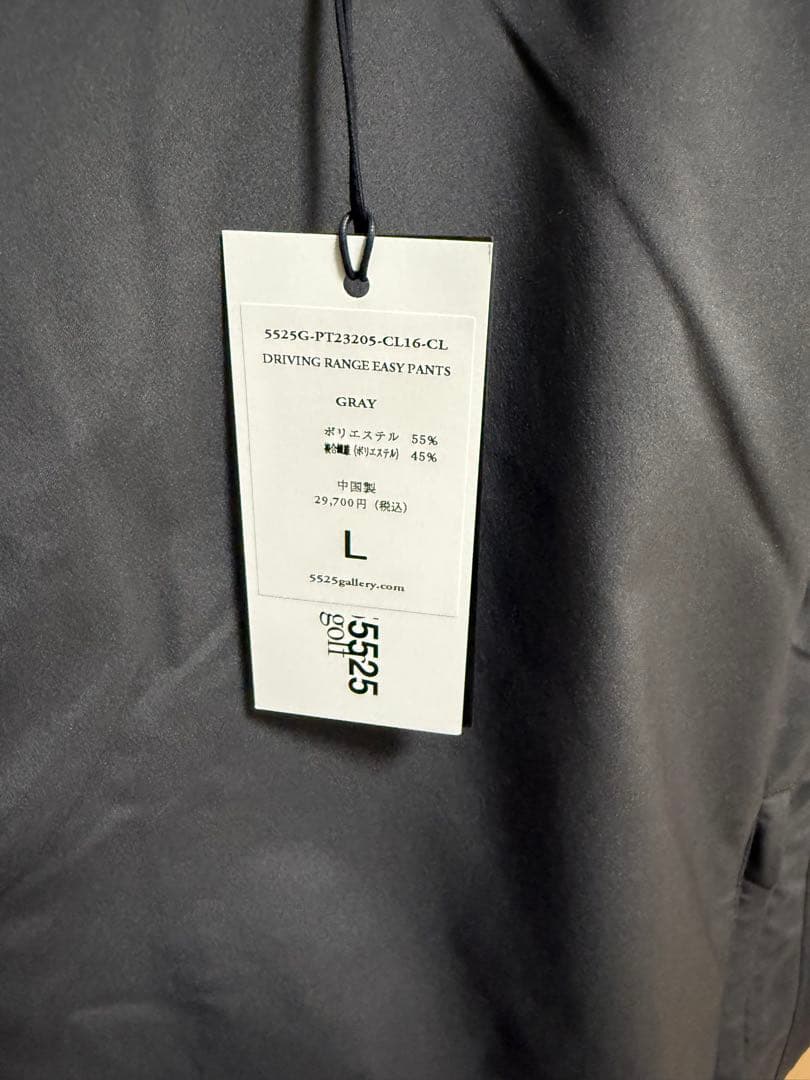 5525G-PT23205-CL16-CL
DRIVING RANGE EASY PANTS
GRAY
ポリエステル 55%
複合繊維 (ポリエステル) 45%
中国製
29,700円 (税込)
L
5525gallery.com
5525
golf